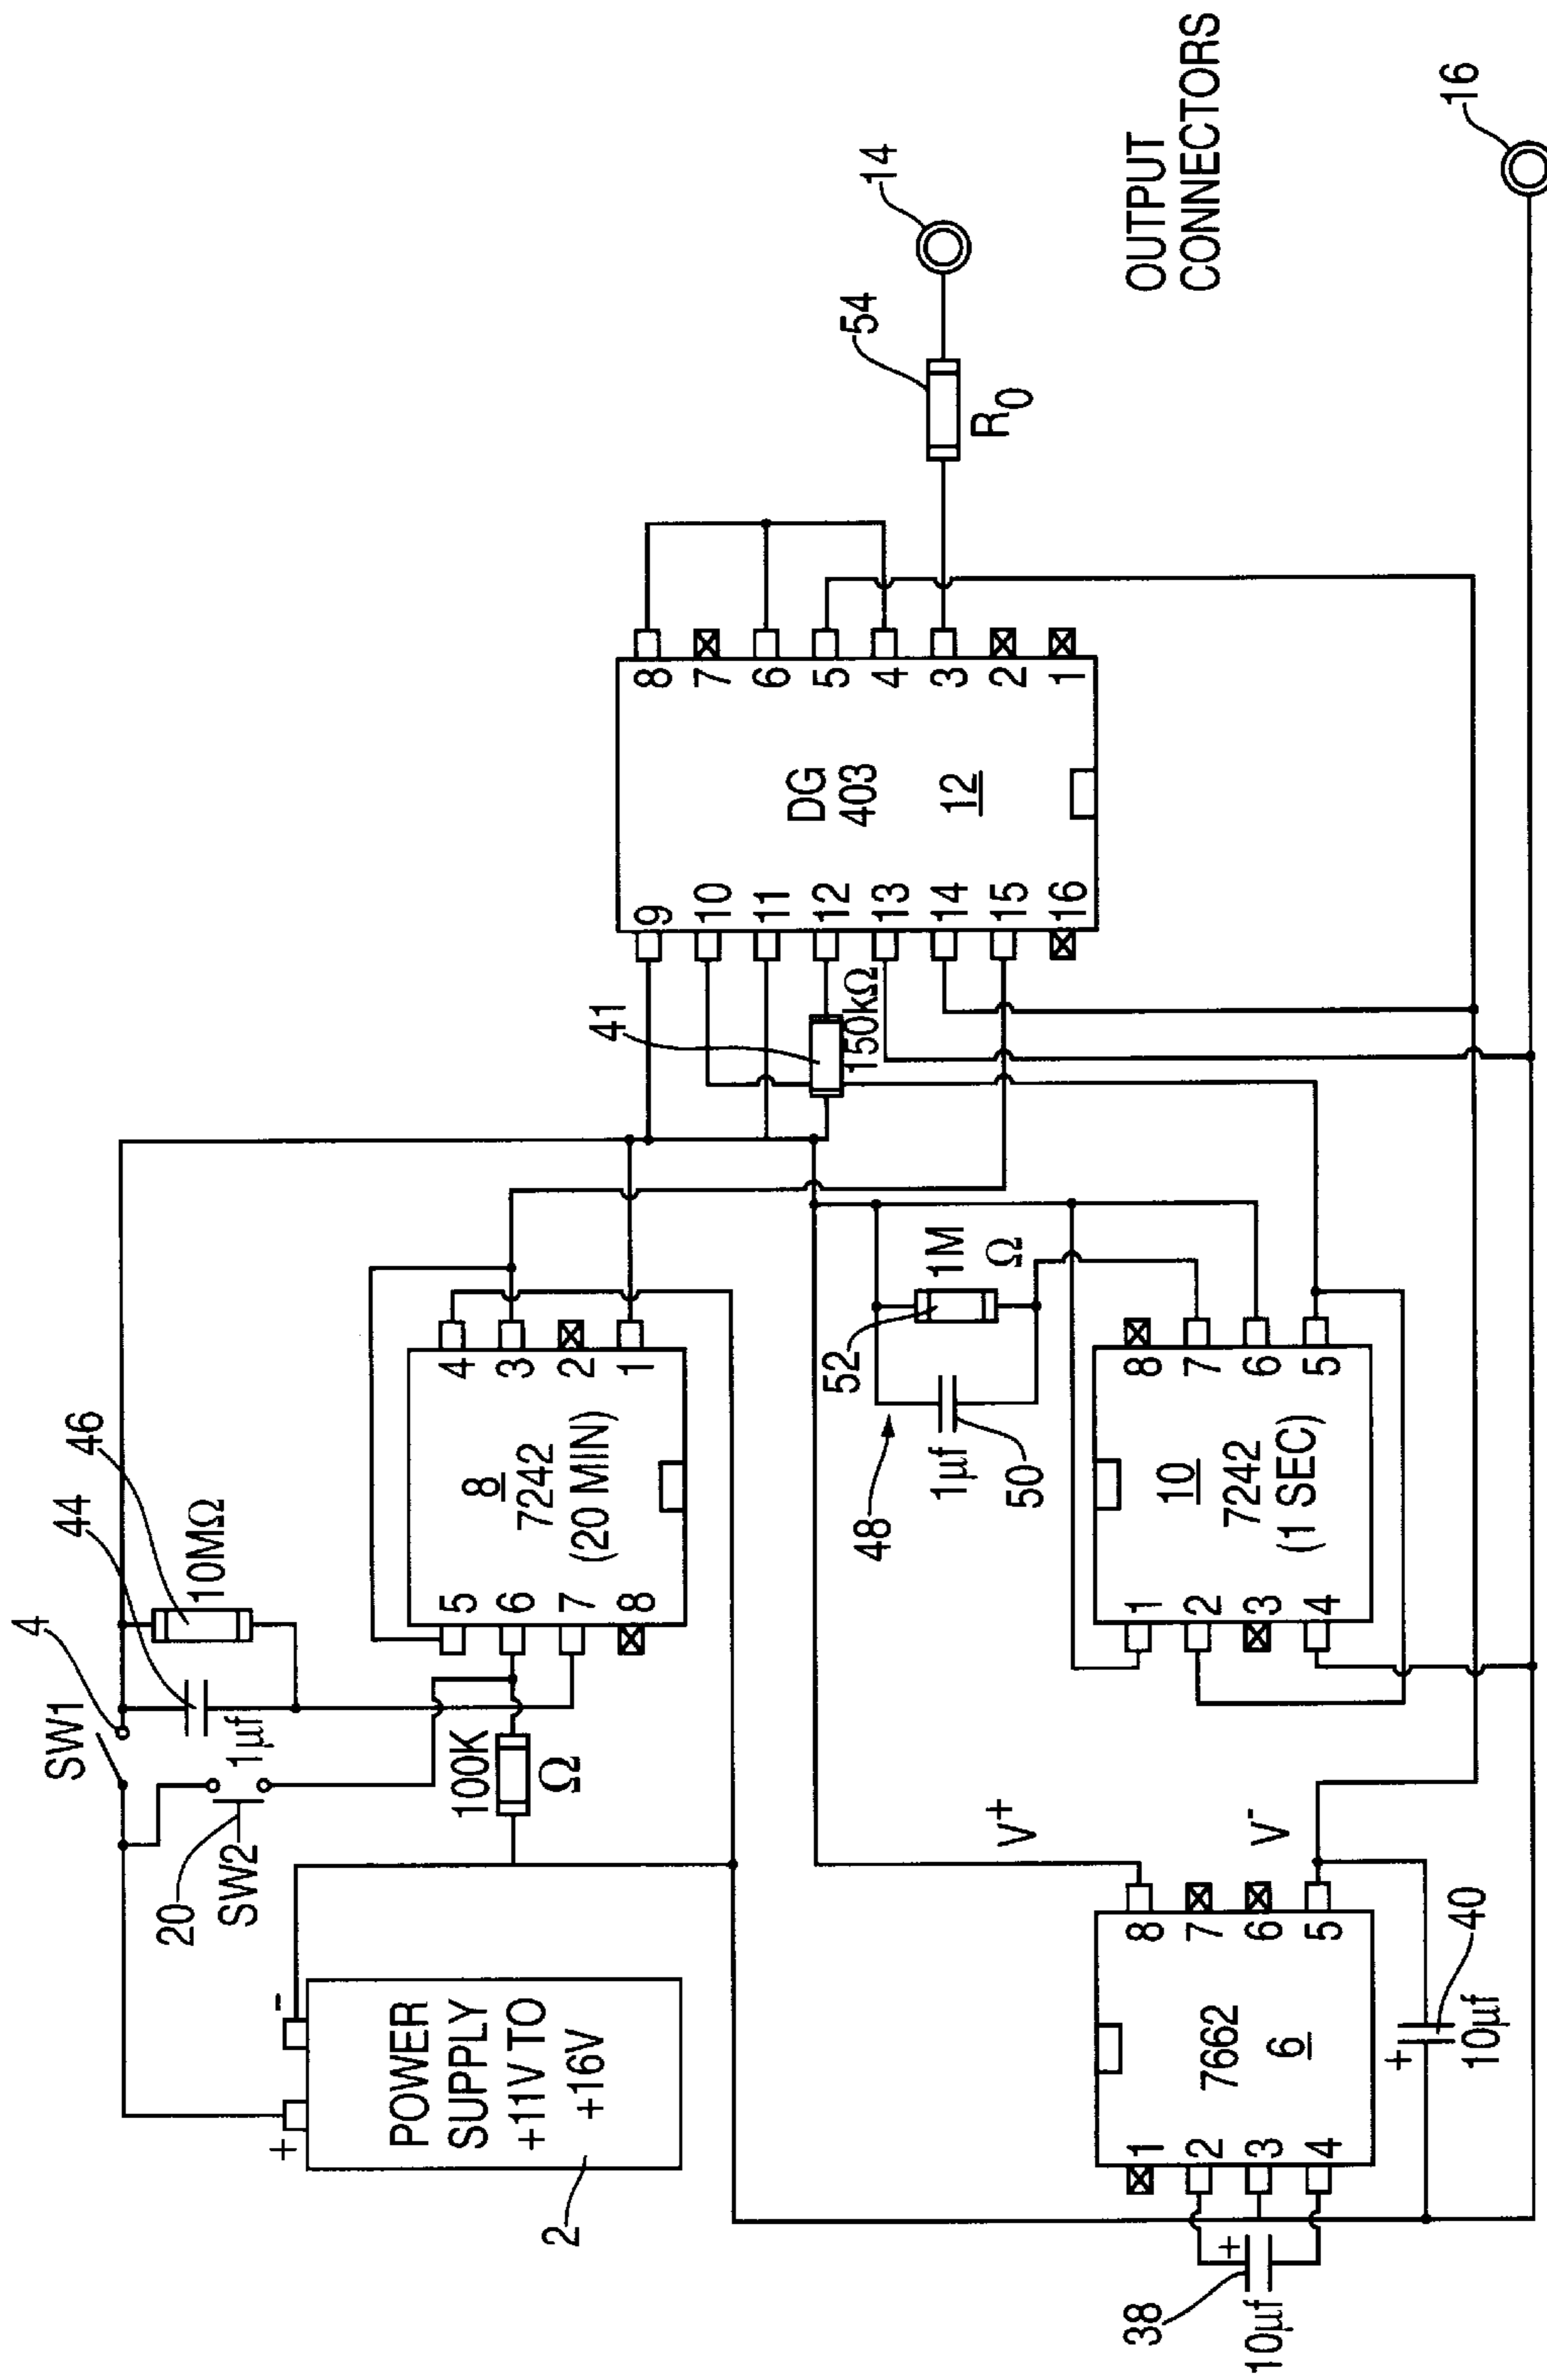 SW1
4
44
46
10MΩ
1µf
20
SW2
+
-
POWER
SUPPLY
+11V TO
+16V
2
100K
Ω
5
6
7
8
8
7242
(20 MIN)
4
3
2
1
41
150kΩ
9
10
11
12
13
14
15
16
DG
403
12
8
7
6
5
4
3
2
1
54
R0
14
OUTPUT
CONNECTORS
16
48
1µf
50
52
1M
Ω
1
2
3
4
10
7242
(1 SEC)
8
7
6
5
V+
V-
1
2
3
4
7662
6
8
7
6
5
38
+
10µf
+
10µf
40